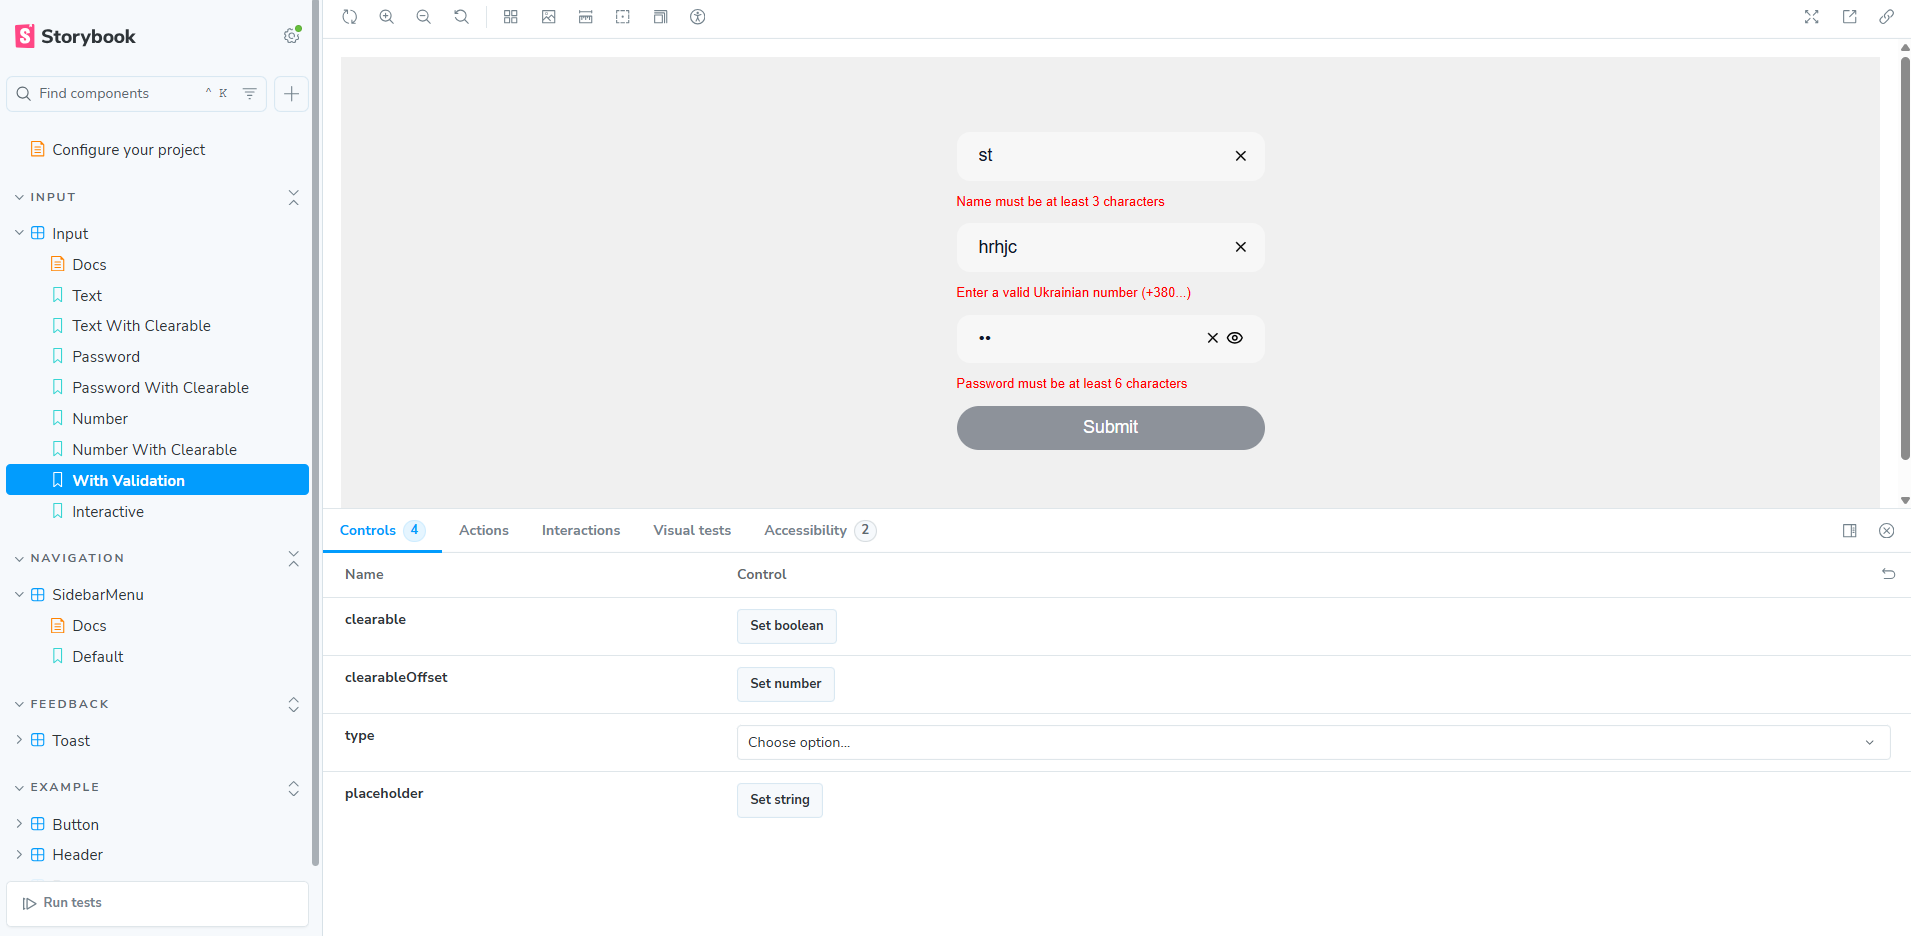 Storybook
Find components
^ K
Configure your project
INPUT
Input
Docs
Text
Text With Clearable
Password
Password With Clearable
Number
Number With Clearable
With Validation
Interactive
NAVIGATION
SidebarMenu
Docs
Default
FEEDBACK
Toast
EXAMPLE
Button
Header
Run tests
st
Name must be at least 3 characters
hrhjc
Enter a valid Ukrainian number (+380...)
••
Password must be at least 6 characters
Submit
Controls 4 Actions Interactions Visual tests Accessibility 2
Name Control
clearable Set boolean
clearableOffset Set number
type Choose option...
placeholder Set string